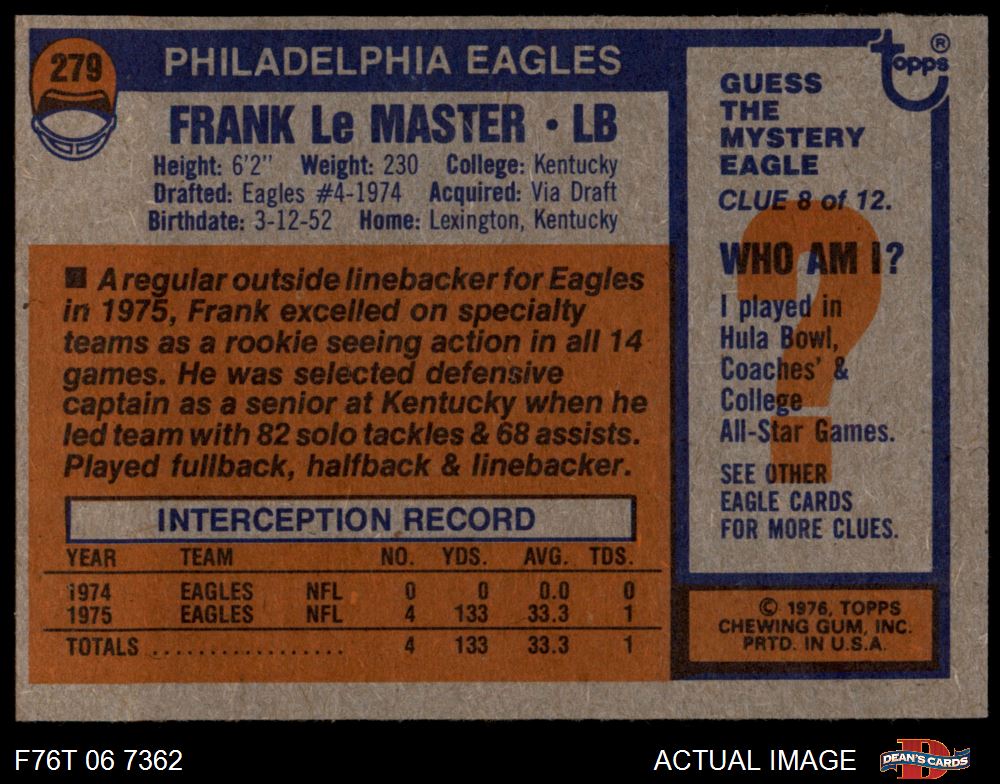 279
PHILADELPHIA EAGLES
FRANK Le MASTER • LB
Height: 6'2" Weight: 230 College: Kentucky
Drafted: Eagles #4-1974 Acquired: Via Draft
Birthdate: 3-12-52 Home: Lexington, Kentucky
■ A regular outside linebacker for Eagles
in 1975, Frank excelled on specialty
teams as a rookie seeing action in all 14
games. He was selected defensive
captain as a senior at Kentucky when he
led team with 82 solo tackles & 68 assists.
Played fullback, halfback & linebacker.
INTERCEPTION RECORD
YEAR TEAM NO. YDS. AVG. TDS.
1974 EAGLES NFL 0 0 0.0 0
1975 EAGLES NFL 4 133 33.3 1
TOTALS ................. 4 133 33.3 1
topps ®
GUESS
THE
MYSTERY
EAGLE
CLUE 8 of 12.
WHO AM I?
?
I played in
Hula Bowl,
Coaches' &
College
All-Star Games.
SEE OTHER
EAGLE CARDS
FOR MORE CLUES.
© 1976, TOPPS
CHEWING GUM, INC.
PRTD. IN U.S.A.
F76T 06 7362
ACTUAL IMAGE
D
DEAN'S CARDS